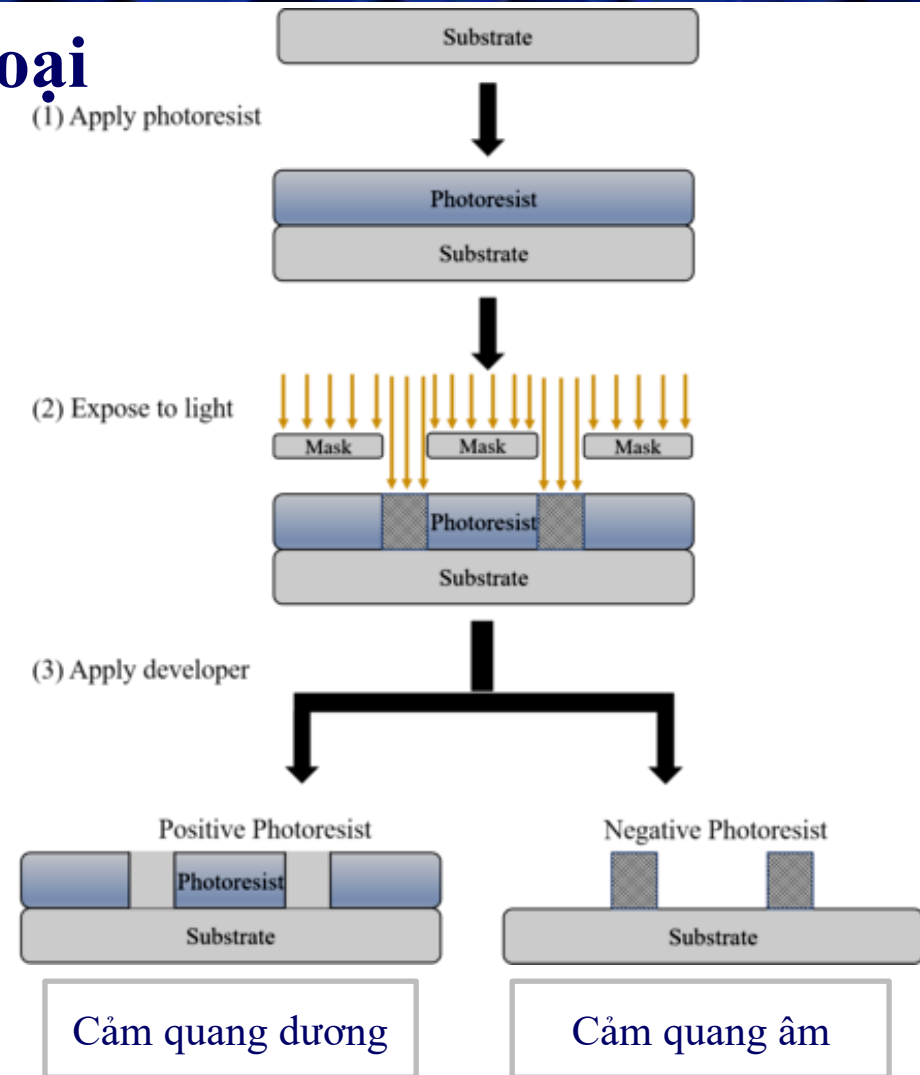 Substrate
oại
(1) Apply photoresist
Photoresist
Substrate
(2) Expose to light
Mask Mask Mask
Photoresist
Substrate
(3) Apply developer
Positive Photoresist Negative Photoresist
Photoresist
Substrate Substrate
Cảm quang dương Cảm quang âm